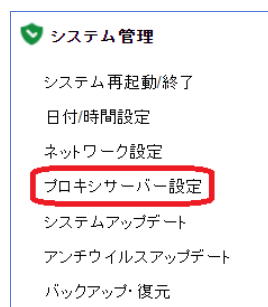 システム管理
システム再起動/終了
日付/時間設定
ネットワーク設定
プロキシサーバー設定
システムアップデート
アンチウイルスアップデート
バックアップ・復元